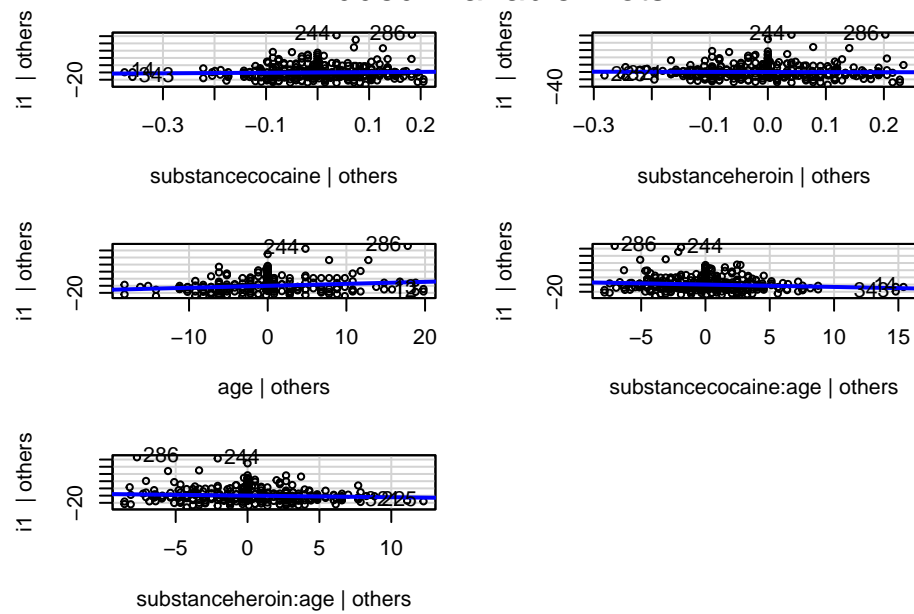 244 286
−20
−0.3 −0.1 0.1 0.2
i1 | others
substancecocaine | others
244 286
−40
−0.3 −0.1 0.0 0.1 0.2
i1 | others
substanceheroin | others
244 286
−20
−10 0 10 20
i1 | others
age | others
286 244
−20
−5 0 5 10 15
i1 | others
substancecocaine:age | others
286 244
−20
−5 0 5 10
i1 | others
substanceheroin:age | others